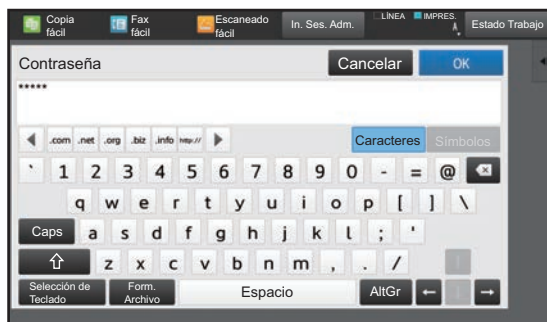 Copia fácil
Fax fácil
Escaneado fácil
In. Ses. Adm.
LÍNEA
IMPRES.
Estado Trabajo
Contraseña
Cancelar
OK
*****
.com .net .org .biz .info http://
Caracteres
Símbolos
` 1 2 3 4 5 6 7 8 9 0 - = @
q w e r t y u i o p [ ] \
Caps a s d f g h j k l ; '
z x c v b n m , . /
Selección de Teclado
Form. Archivo
Espacio
AltGr